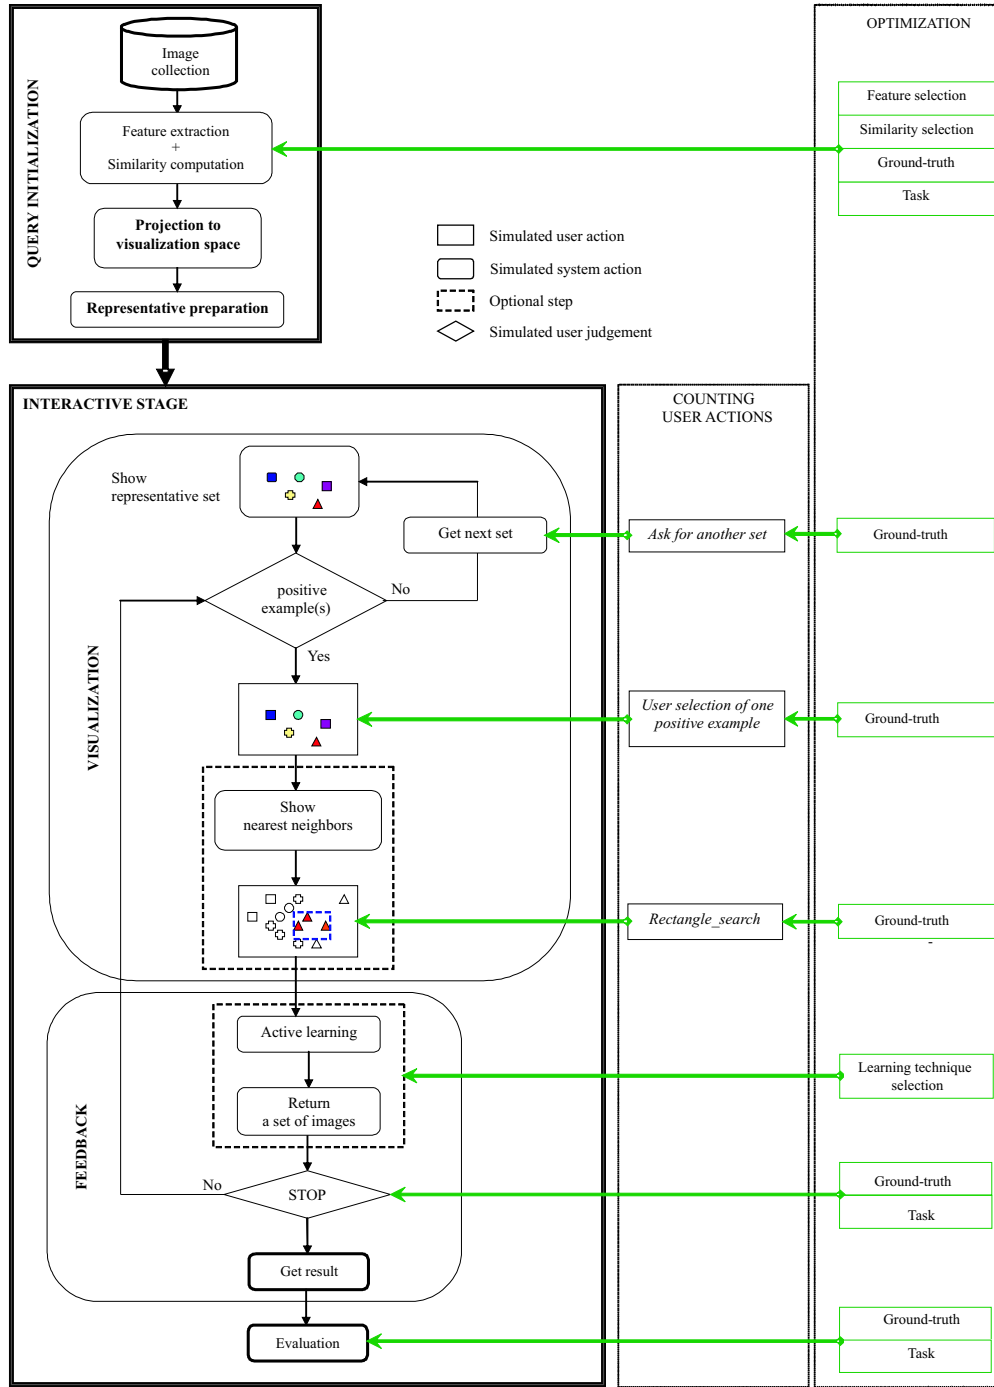 OPTIMIZATION
Image
collection
QUERY INITIALIZATION
Feature extraction
+
Similarity computation
Feature selection
Similarity selection
Ground-truth
Task
Projection to
visualization space
Representative preparation
Simulated user action
Simulated system action
Optional step
Simulated user judgement
INTERACTIVE STAGE
COUNTING
USER ACTIONS
Show
representative set
Get next set
Ask for another set
Ground-truth
positive
example(s)
No
Yes
VISUALIZATION
User selection of one
positive example
Ground-truth
Show
nearest neighbors
Rectangle_search
Ground-truth
-
FEEDBACK
Active learning
Return
a set of images
Learning technique
selection
No
STOP
Ground-truth
Task
Get result
Evaluation
Ground-truth
Task